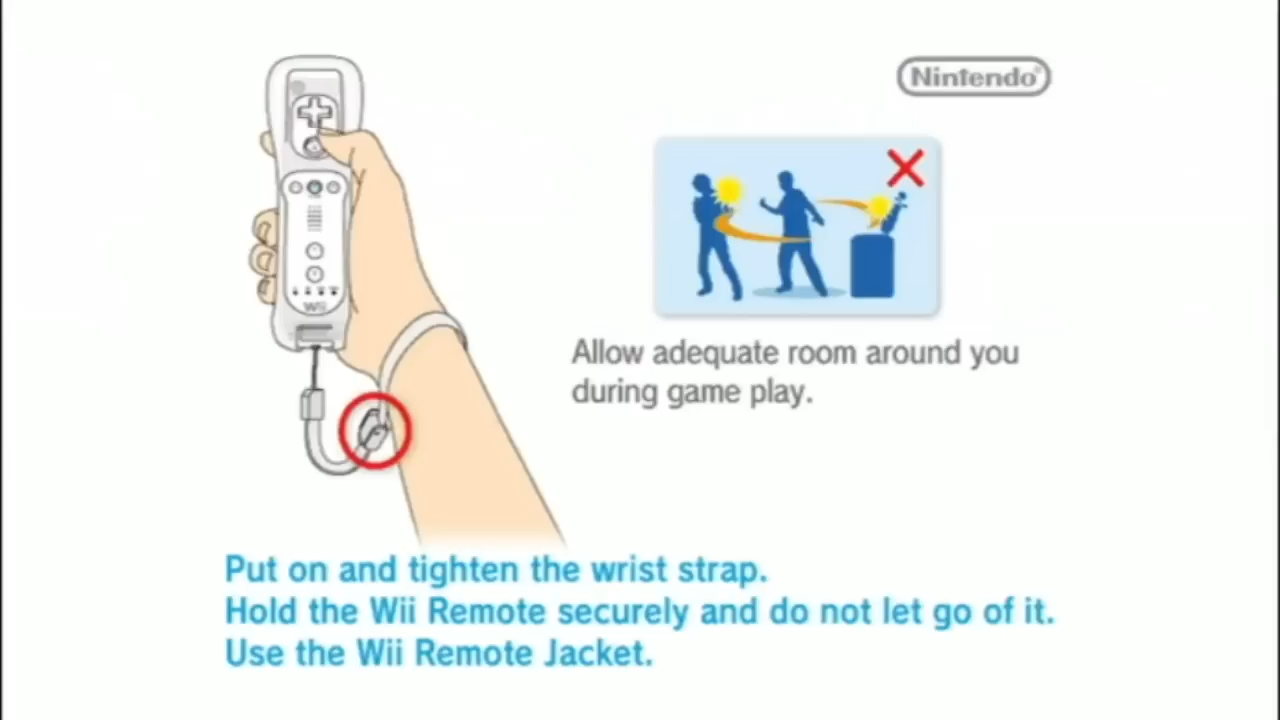 Nintendo®
Wii
Allow adequate room around you
during game play.
Put on and tighten the wrist strap.
Hold the Wii Remote securely and do not let go of it.
Use the Wii Remote Jacket.